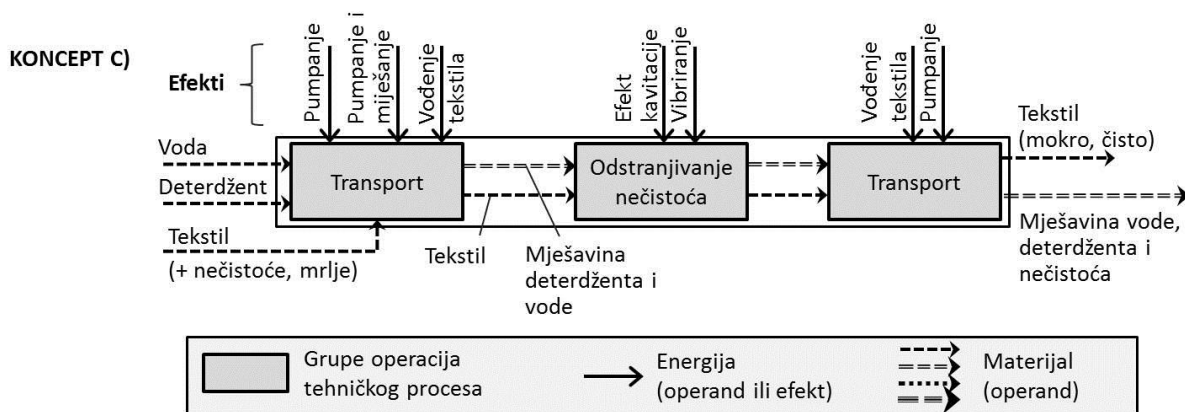 KONCEPT C)
Efekti
Pumpanje
Pumpanje i
miješanje
Vođenje
tekstila
Efekt
kavitacije
Vibriranje
Vođenje
tekstila
Pumpanje
Voda
Deterdžent
Tekstil
(+ nečistoće, mrlje)
Transport
Tekstil
Mješavina
deterdženta i
vode
Odstranjivanje
nečistoća
Transport
Tekstil
(mokro, čisto)
Mješavina vode,
deterdženta i
nečistoća
Grupe operacija
tehničkog procesa
Energija
(operand ili efekt)
Materijal
(operand)